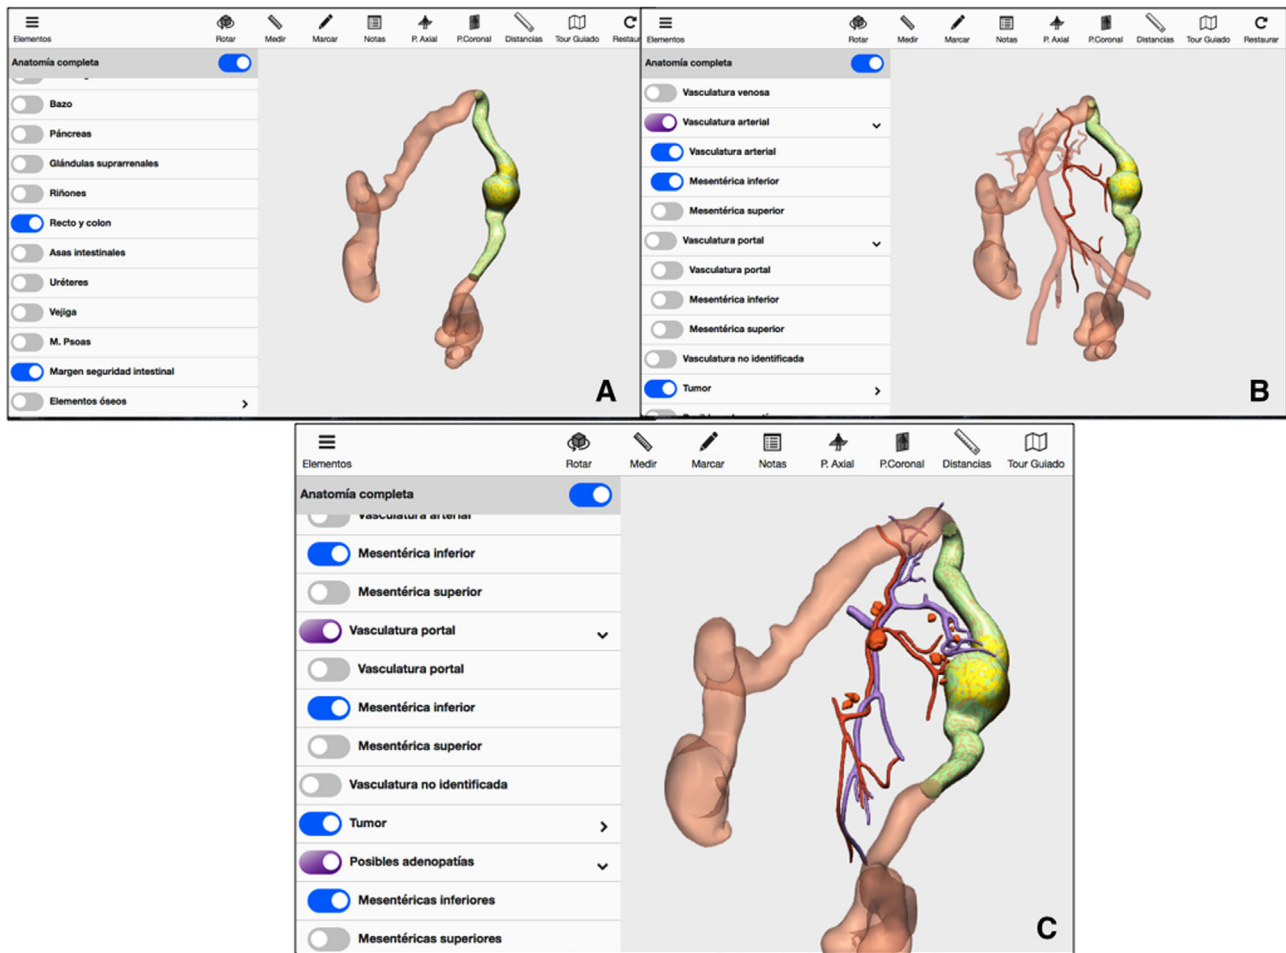 Elementos Rotar Medir Marcar Notas P. Axial P.Coronal Distancias Tour Guiado Restaur
Anatomía completa
Bazo
Páncreas
Glándulas suprarrenales
Riñones
Recto y colon
Asas intestinales
Uréteres
Vejiga
M. Psoas
Margen seguridad intestinal
Elementos óseos
A
Elementos Rotar Medir Marcar Notas P. Axial P.Coronal Distancias Tour Guiado Restaurar
Anatomía completa
Vasculatura venosa
Vasculatura arterial
Vasculatura arterial
Mesentérica inferior
Mesentérica superior
Vasculatura portal
Vasculatura portal
Mesentérica inferior
Mesentérica superior
Vasculatura no identificada
Tumor
B
Elementos Rotar Medir Marcar Notas P. Axial P.Coronal Distancias Tour Guiado
Anatomía completa
Vasculatura arterial
Mesentérica inferior
Mesentérica superior
Vasculatura portal
Vasculatura portal
Mesentérica inferior
Mesentérica superior
Vasculatura no identificada
Tumor
Posibles adenopatías
Mesentéricas inferiores
Mesentéricas superiores
C